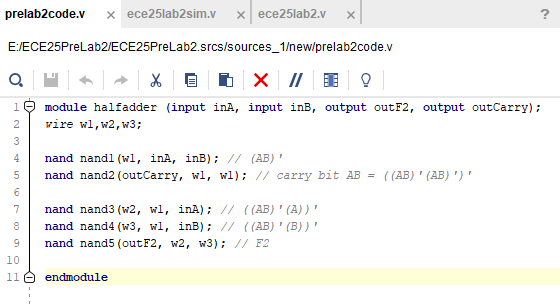 prelab2code.v × ece25lab2sim.v × ece25lab2.v ×
E:/ECE25PreLab2/ECE25PreLab2.srcs/sources_1/new/prelab2code.v
1 module halfadder (input inA, input inB, output outF2, output outCarry);
2 wire w1,w2,w3;
3
4 nand nand1(w1, inA, inB); // (AB)'
5 nand nand2(outCarry, w1, w1); // carry bit AB = ((AB)'(AB)')'
6
7 nand nand3(w2, w1, inA); // ((AB)'(A))'
8 nand nand4(w3, w1, inB); // ((AB)'(B))'
9 nand nand5(outF2, w2, w3); // F2
10
11 endmodule